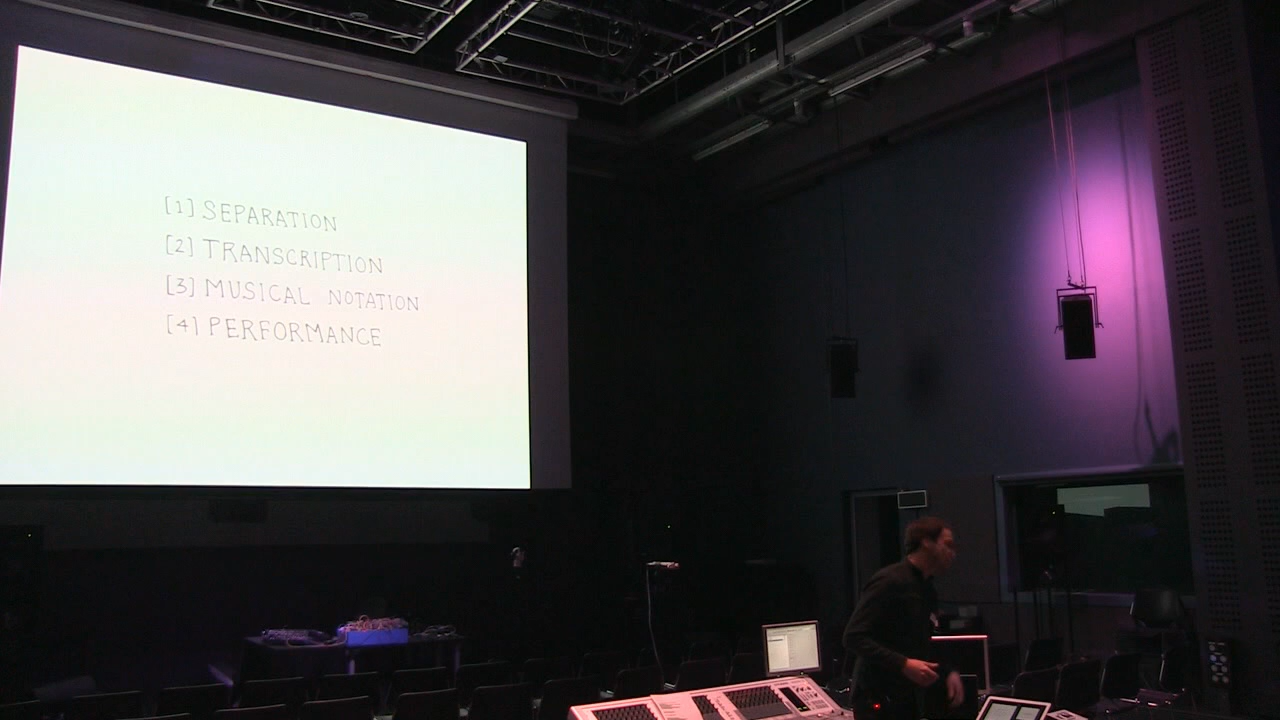 [1] SEPARATION
[2] TRANSCRIPTION
[3] MUSICAL NOTATION
[4] PERFORMANCE